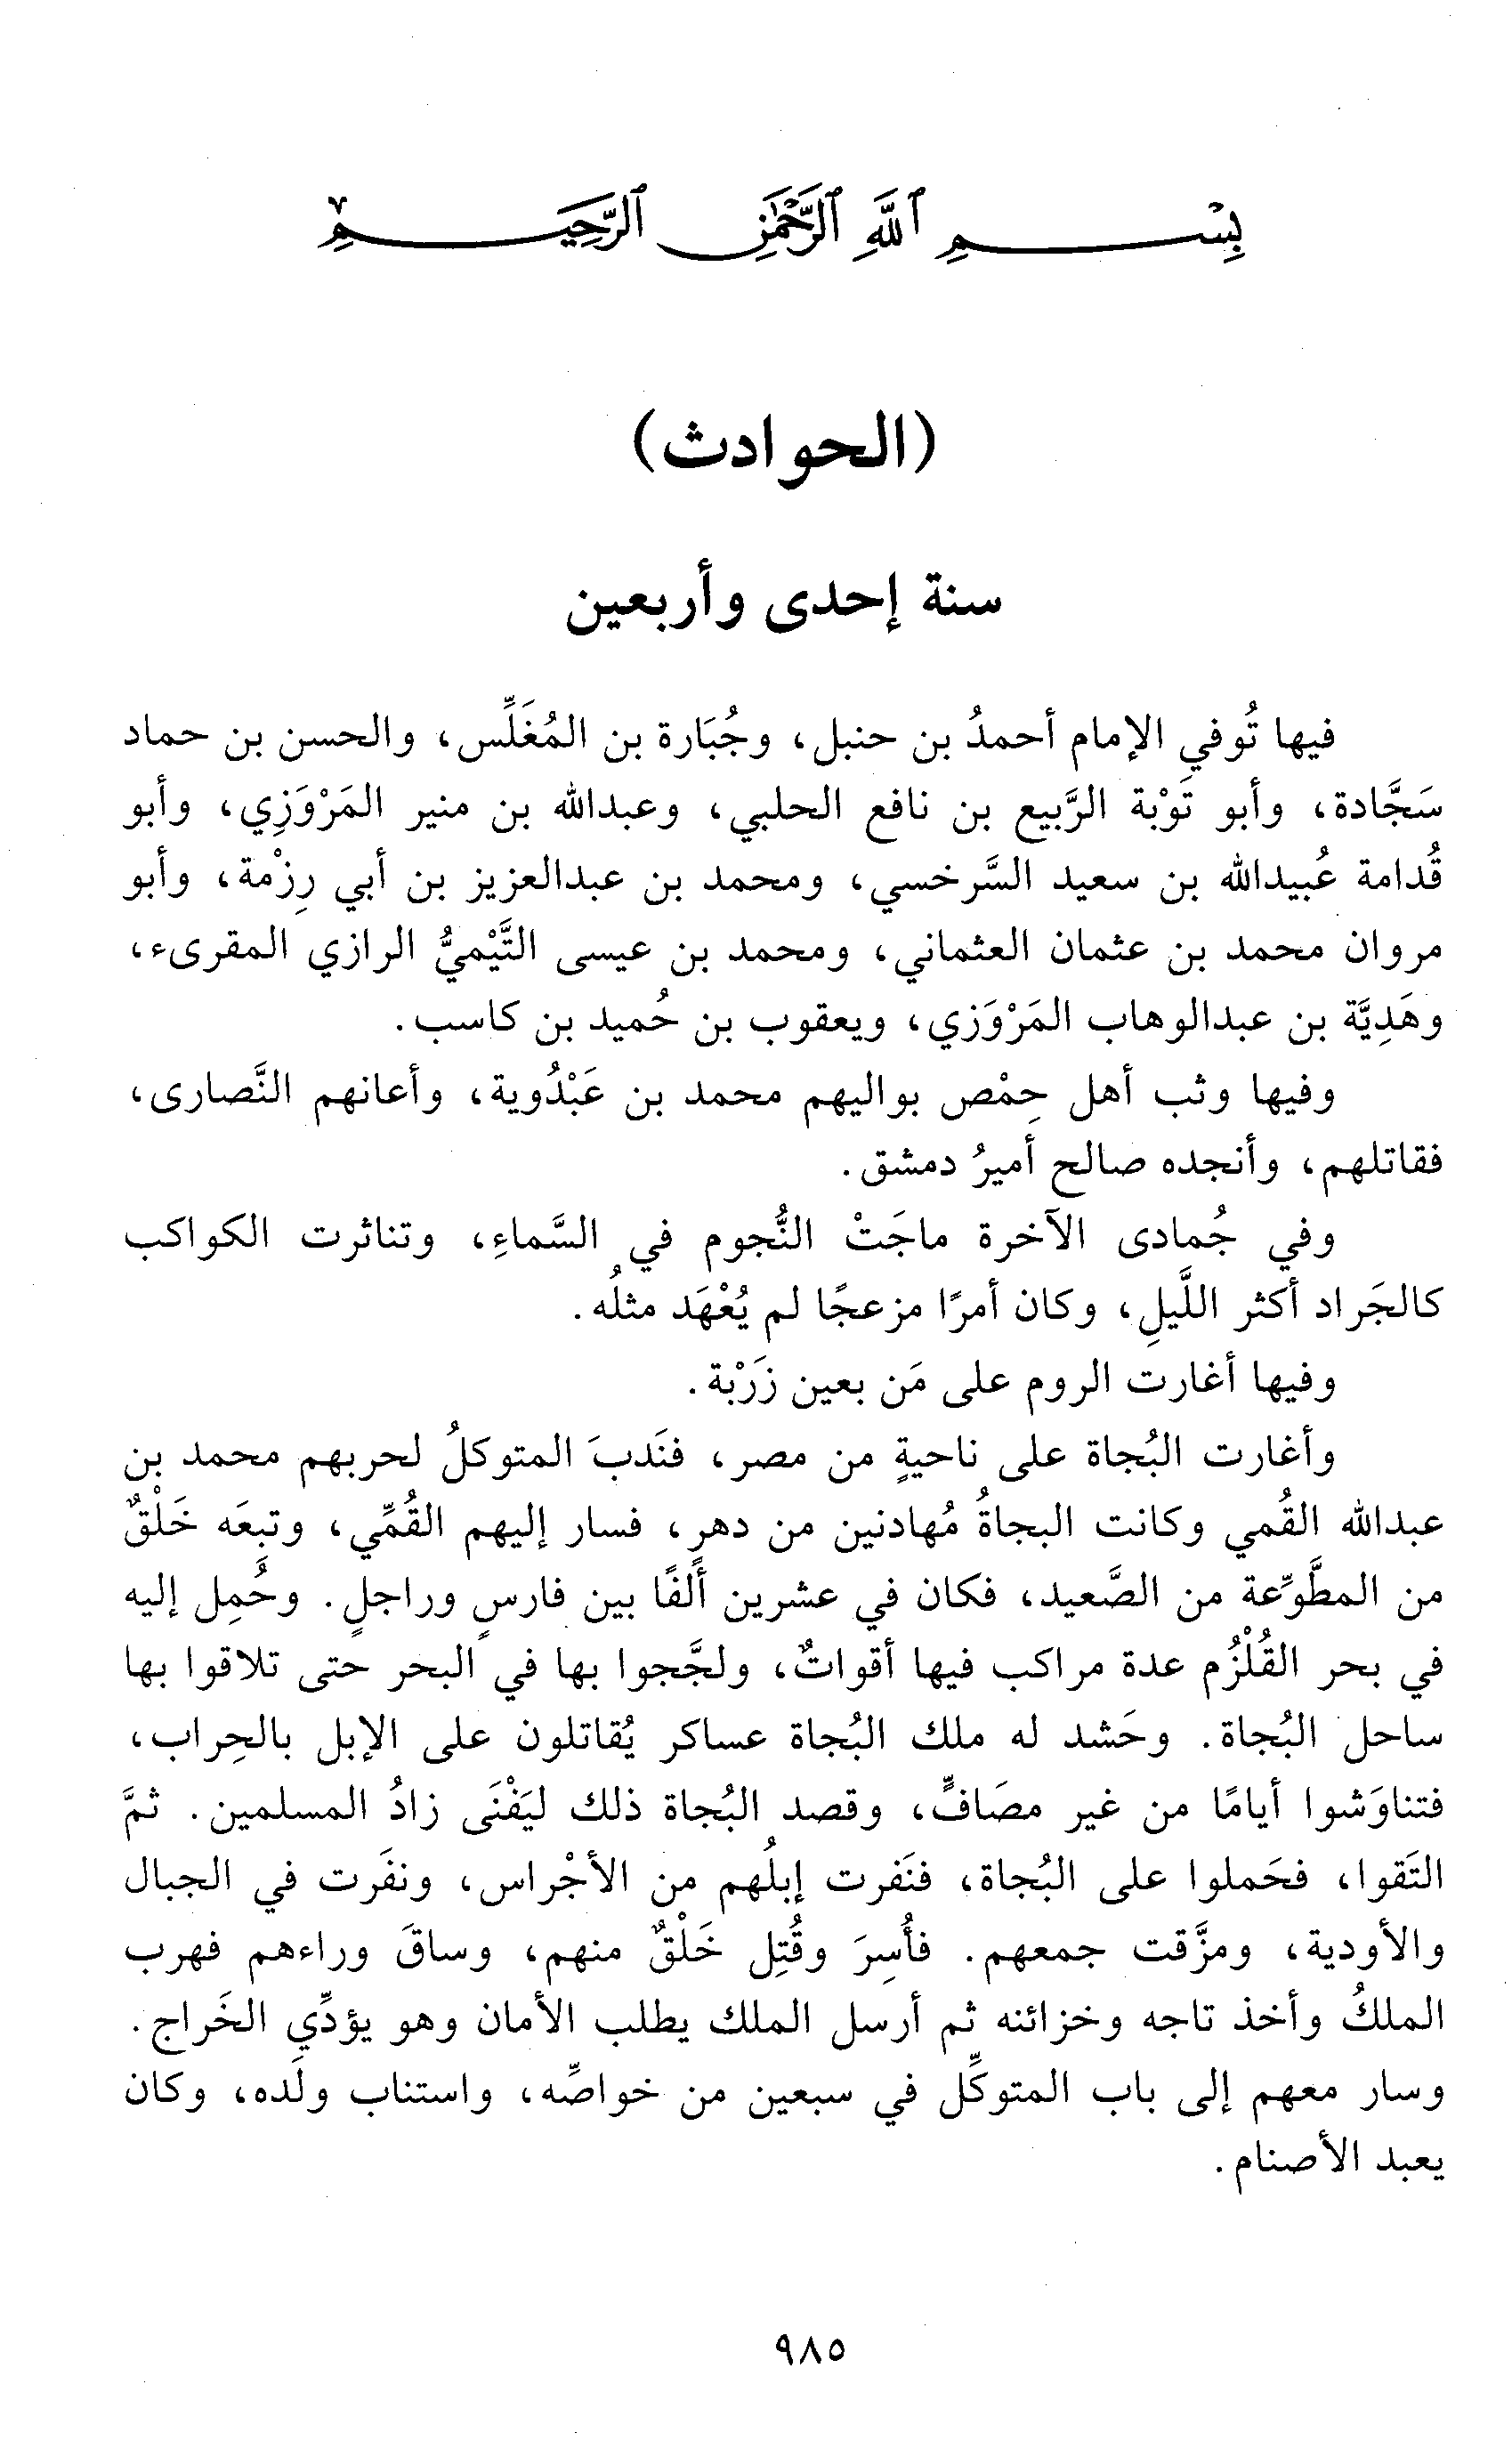 بِسْمِ ٱللَّهِ ٱلرَّحْمَٰنِ ٱلرَّحِيمِ
(الحوادث)
سنة إحدى وأربعين
فيها تُوفي الإمام أحمدُ بن حنبل، وجُبَارة بن المُغَلِّس، والحسن بن حماد
سَجَّادة، وأبو تَوْبة الرَّبيع بن نافع الحلبي، وعبدالله بن منير المَرْوَزِي، وأبو
قُدامة عُبيدالله بن سعيد السَّرخسي، ومحمد بن عبدالعزيز بن أبي رِزْمة، وأبو
مروان محمد بن عثمان العثماني، ومحمد بن عيسى التَّيْميُّ الرازي المقرىء،
وهَدِيَّة بن عبدالوهاب المَرْوَزي، ويعقوب بن حُميد بن كاسب.
وفيها وثب أهل حِمْص بواليهم محمد بن عَبْدُوية، وأعانهم النَّصارى،
فقاتلهم، وأنجده صالح أميرُ دمشق.
وفي جُمادى الآخرة ماجَتْ النُّجوم في السَّماءِ، وتناثرت الكواكب
كالجَراد أكثر اللَّيلِ، وكان أمرًا مزعجًا لم يُعْهَد مثلُه.
وفيها أغارت الروم على مَن بعين زَرْبة.
وأغارت البُجاة على ناحيةٍ من مصر، فنَدبَ المتوكلُ لحربهم محمد بن
عبدالله القُمي وكانت البجاةُ مُهادنين من دهرٍ، فسار إليهم القُمِّي، وتبعَه خَلْقٌ
من المطَّوِّعة من الصَّعيد، فكان في عشرين ألفًا بين فارسٍ وراجلٍ. وحُمِل إليه
في بحر القُلْزُم عدة مراكب فيها أقواتٌ، ولجَّجوا بها في البحر حتى تلاقوا بها
ساحل البُجاة. وحَشد له ملك البُجاة عساكر يُقاتلون على الإبل بالحِراب،
فتناوَشوا أيامًا من غير مصَافٍّ، وقصد البُجاة ذلك ليَفْنَى زادُ المسلمين. ثمَّ
التَقوا، فحَملوا على البُجاة، فنَفرت إبلُهم من الأجْراس، ونفَرت في الجبال
والأودية، ومزَّقت جمعهم. فأُسِرَ وقُتِل خَلْقٌ منهم، وساقَ وراءهم فهرب
الملكُ وأخذ تاجه وخزائنه ثم أرسل الملك يطلب الأمان وهو يؤدِّي الخَراج.
وسار معهم إلى باب المتوكِّل في سبعين من خواصِّه، واستناب ولَده، وكان
يعبد الأصنام.
٩٨٥